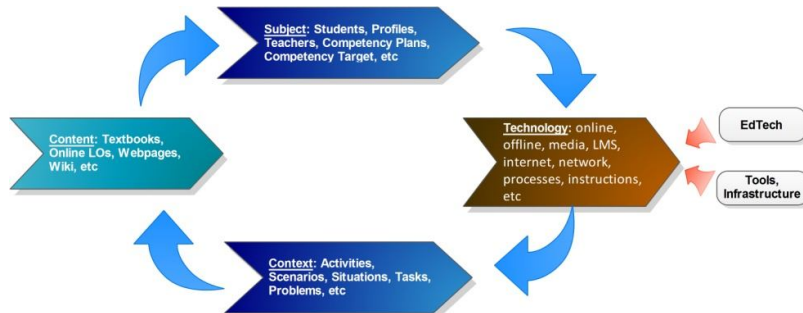 Subject: Students, Profiles,
Teachers, Competency Plans,
Competency Target, etc
Content: Textbooks,
Online LOs, Webpages,
Wiki, etc
Technology: online,
offline, media, LMS,
internet, network,
processes, instructions,
etc
EdTech
Tools,
Infrastructure
Context: Activities,
Scenarios, Situations, Tasks,
Problems, etc